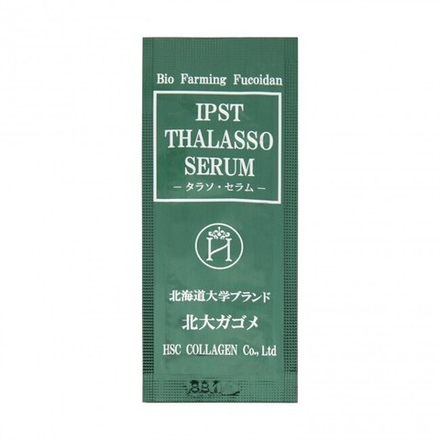 Bio Farming Fucoidan
IPST
THALASSO
SERUM
－タラソ・セラム－
H
北海道大学ブランド
北大ガゴメ
HSC COLLAGEN Co., Ltd